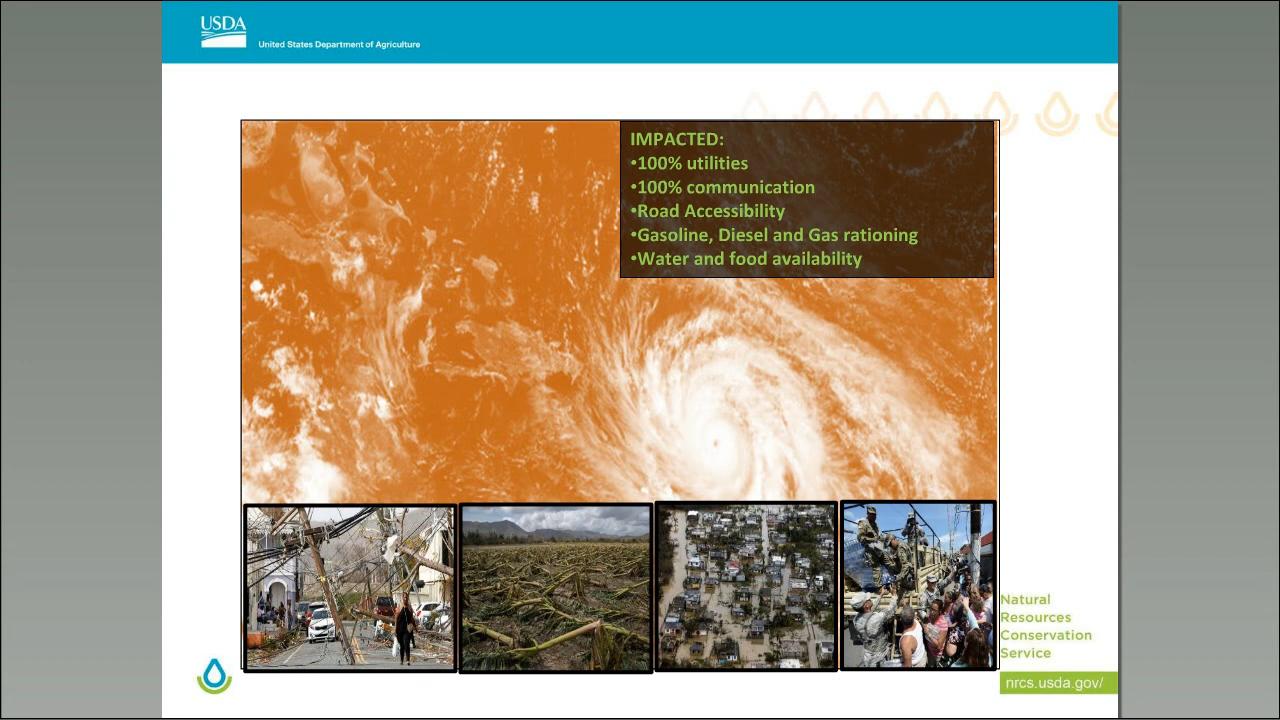 USDA
United States Department of Agriculture
IMPACTED:
•100% utilities
•100% communication
•Road Accessibility
•Gasoline, Diesel and Gas rationing
•Water and food availability
Natural
Resources
Conservation
Service
nrcs.usda.gov/